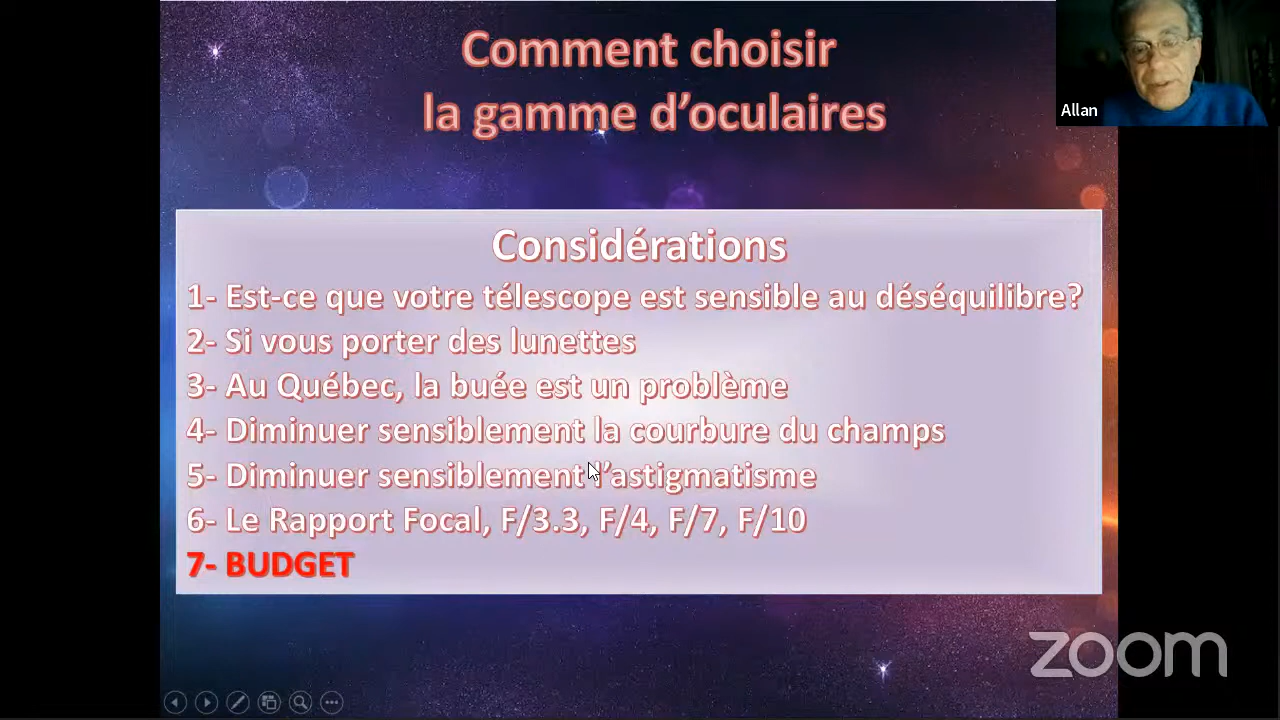 Comment choisir
la gamme d’oculaires
Allan
Considérations
1- Est-ce que votre télescope est sensible au déséquilibre?
2- Si vous porter des lunettes
3- Au Québec, la buée est un problème
4- Diminuer sensiblement la courbure du champs
5- Diminuer sensiblement l’astigmatisme
6- Le Rapport Focal, F/3.3, F/4, F/7, F/10
7- BUDGET
zoom